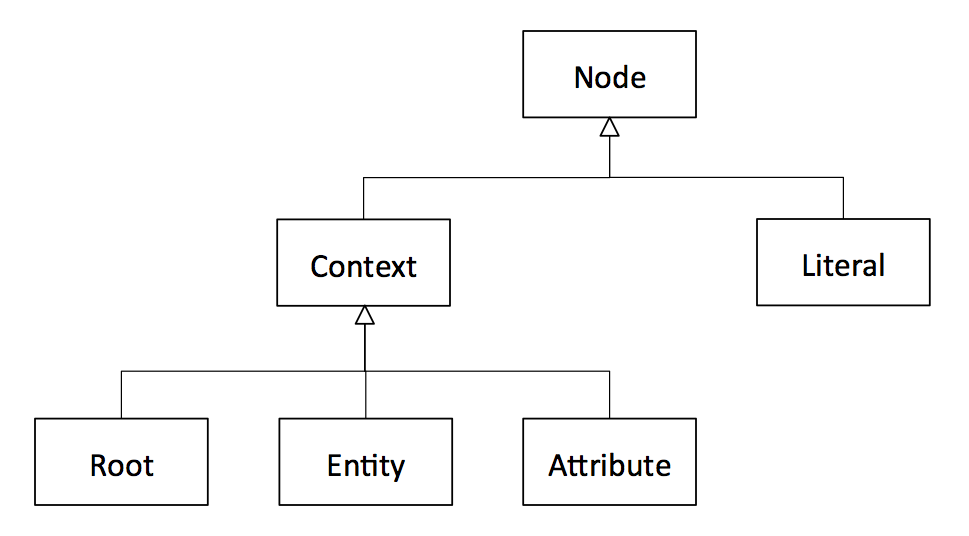 Node
Context
Literal
Root
Entity
Attribute